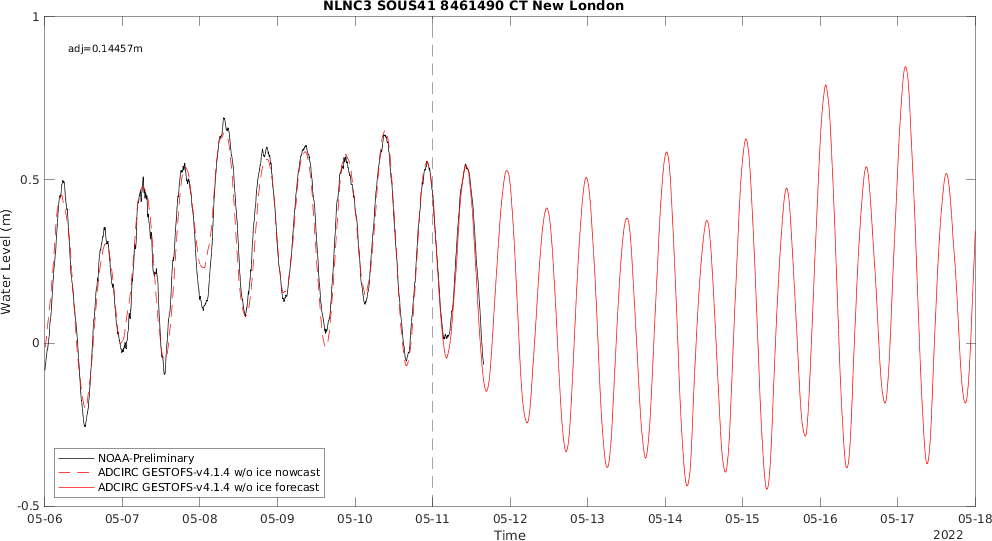 NLNC3 SOUS41 8461490 CT New London
adj=0.14457m
1
0.5
0
-0.5
Water Level (m)
NOAA-Preliminary
ADCIRC GESTOFS-v4.1.4 w/o ice nowcast
ADCIRC GESTOFS-v4.1.4 w/o ice forecast
05-06 05-07 05-08 05-09 05-10 05-11 05-12 05-13 05-14 05-15 05-16 05-17 05-18
Time
2022